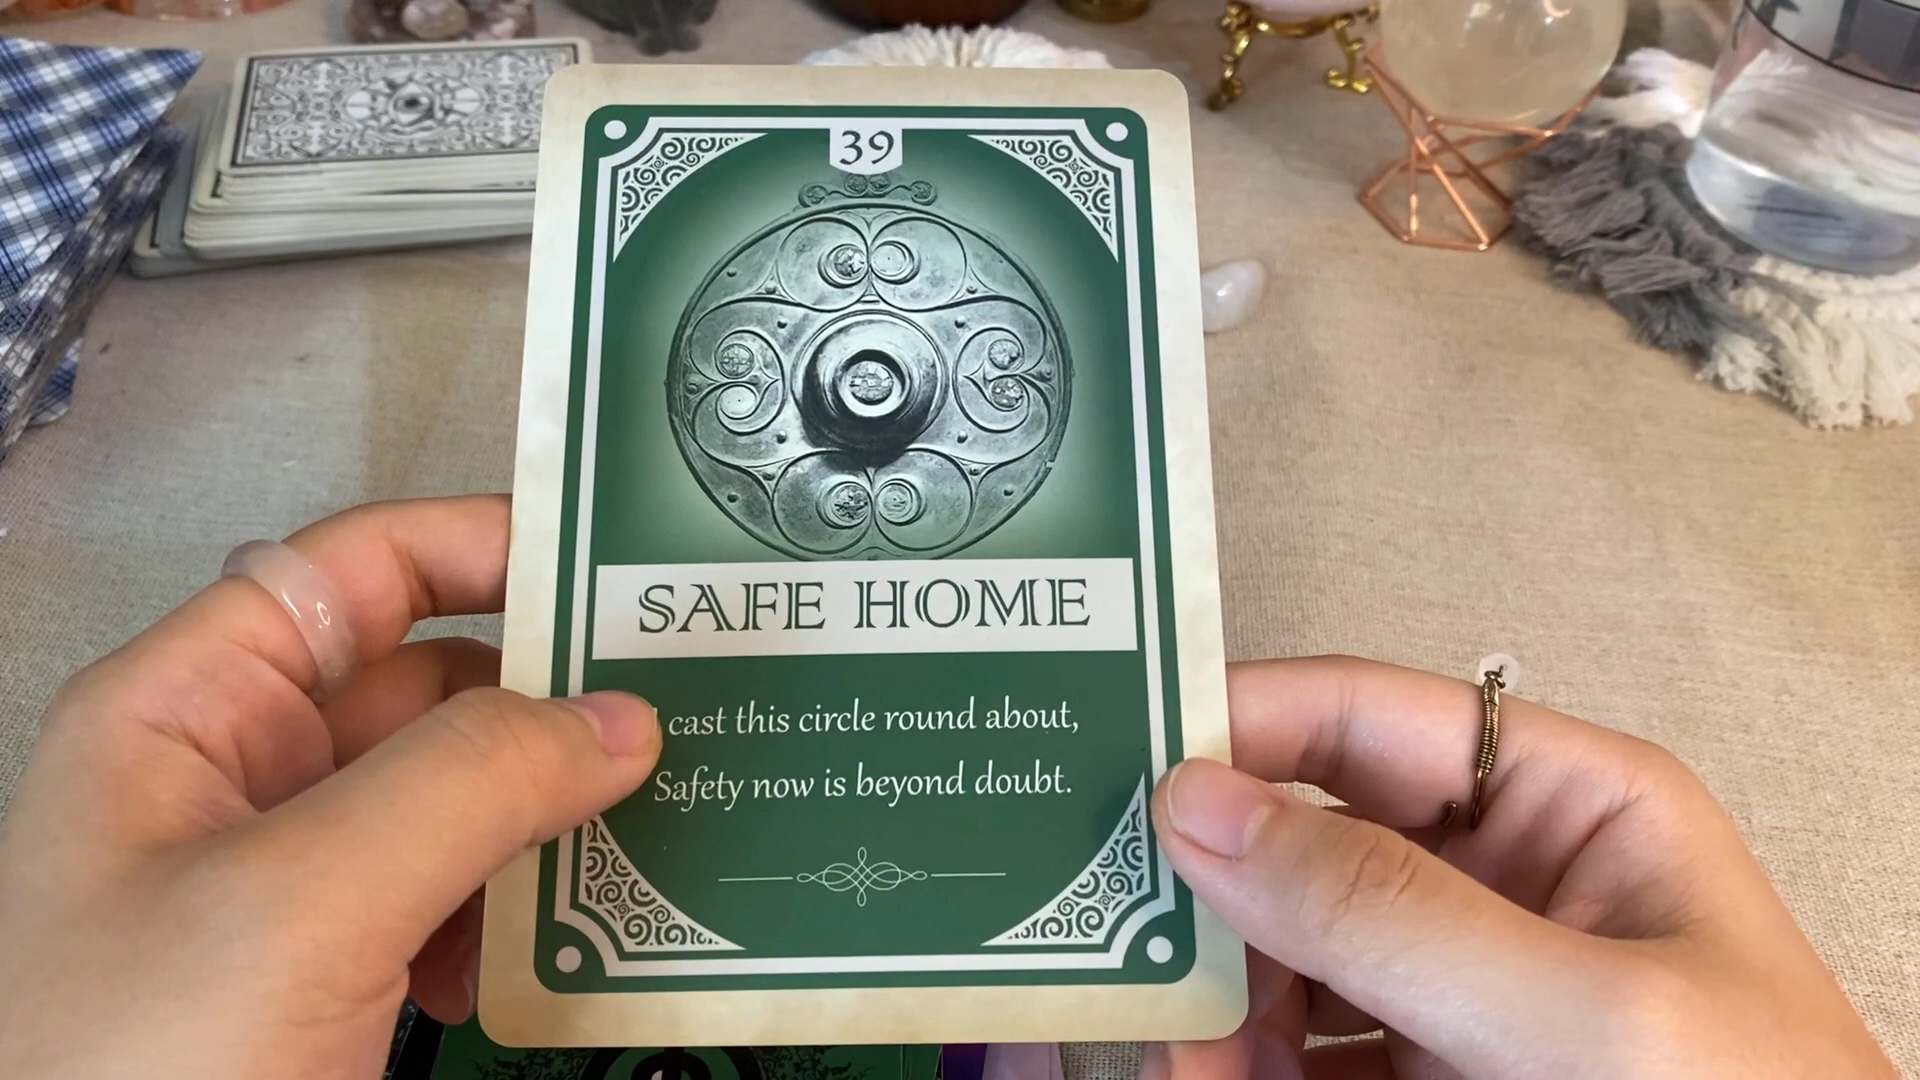 39
SAFE HOME
I cast this circle round about,
Safety now is beyond doubt.